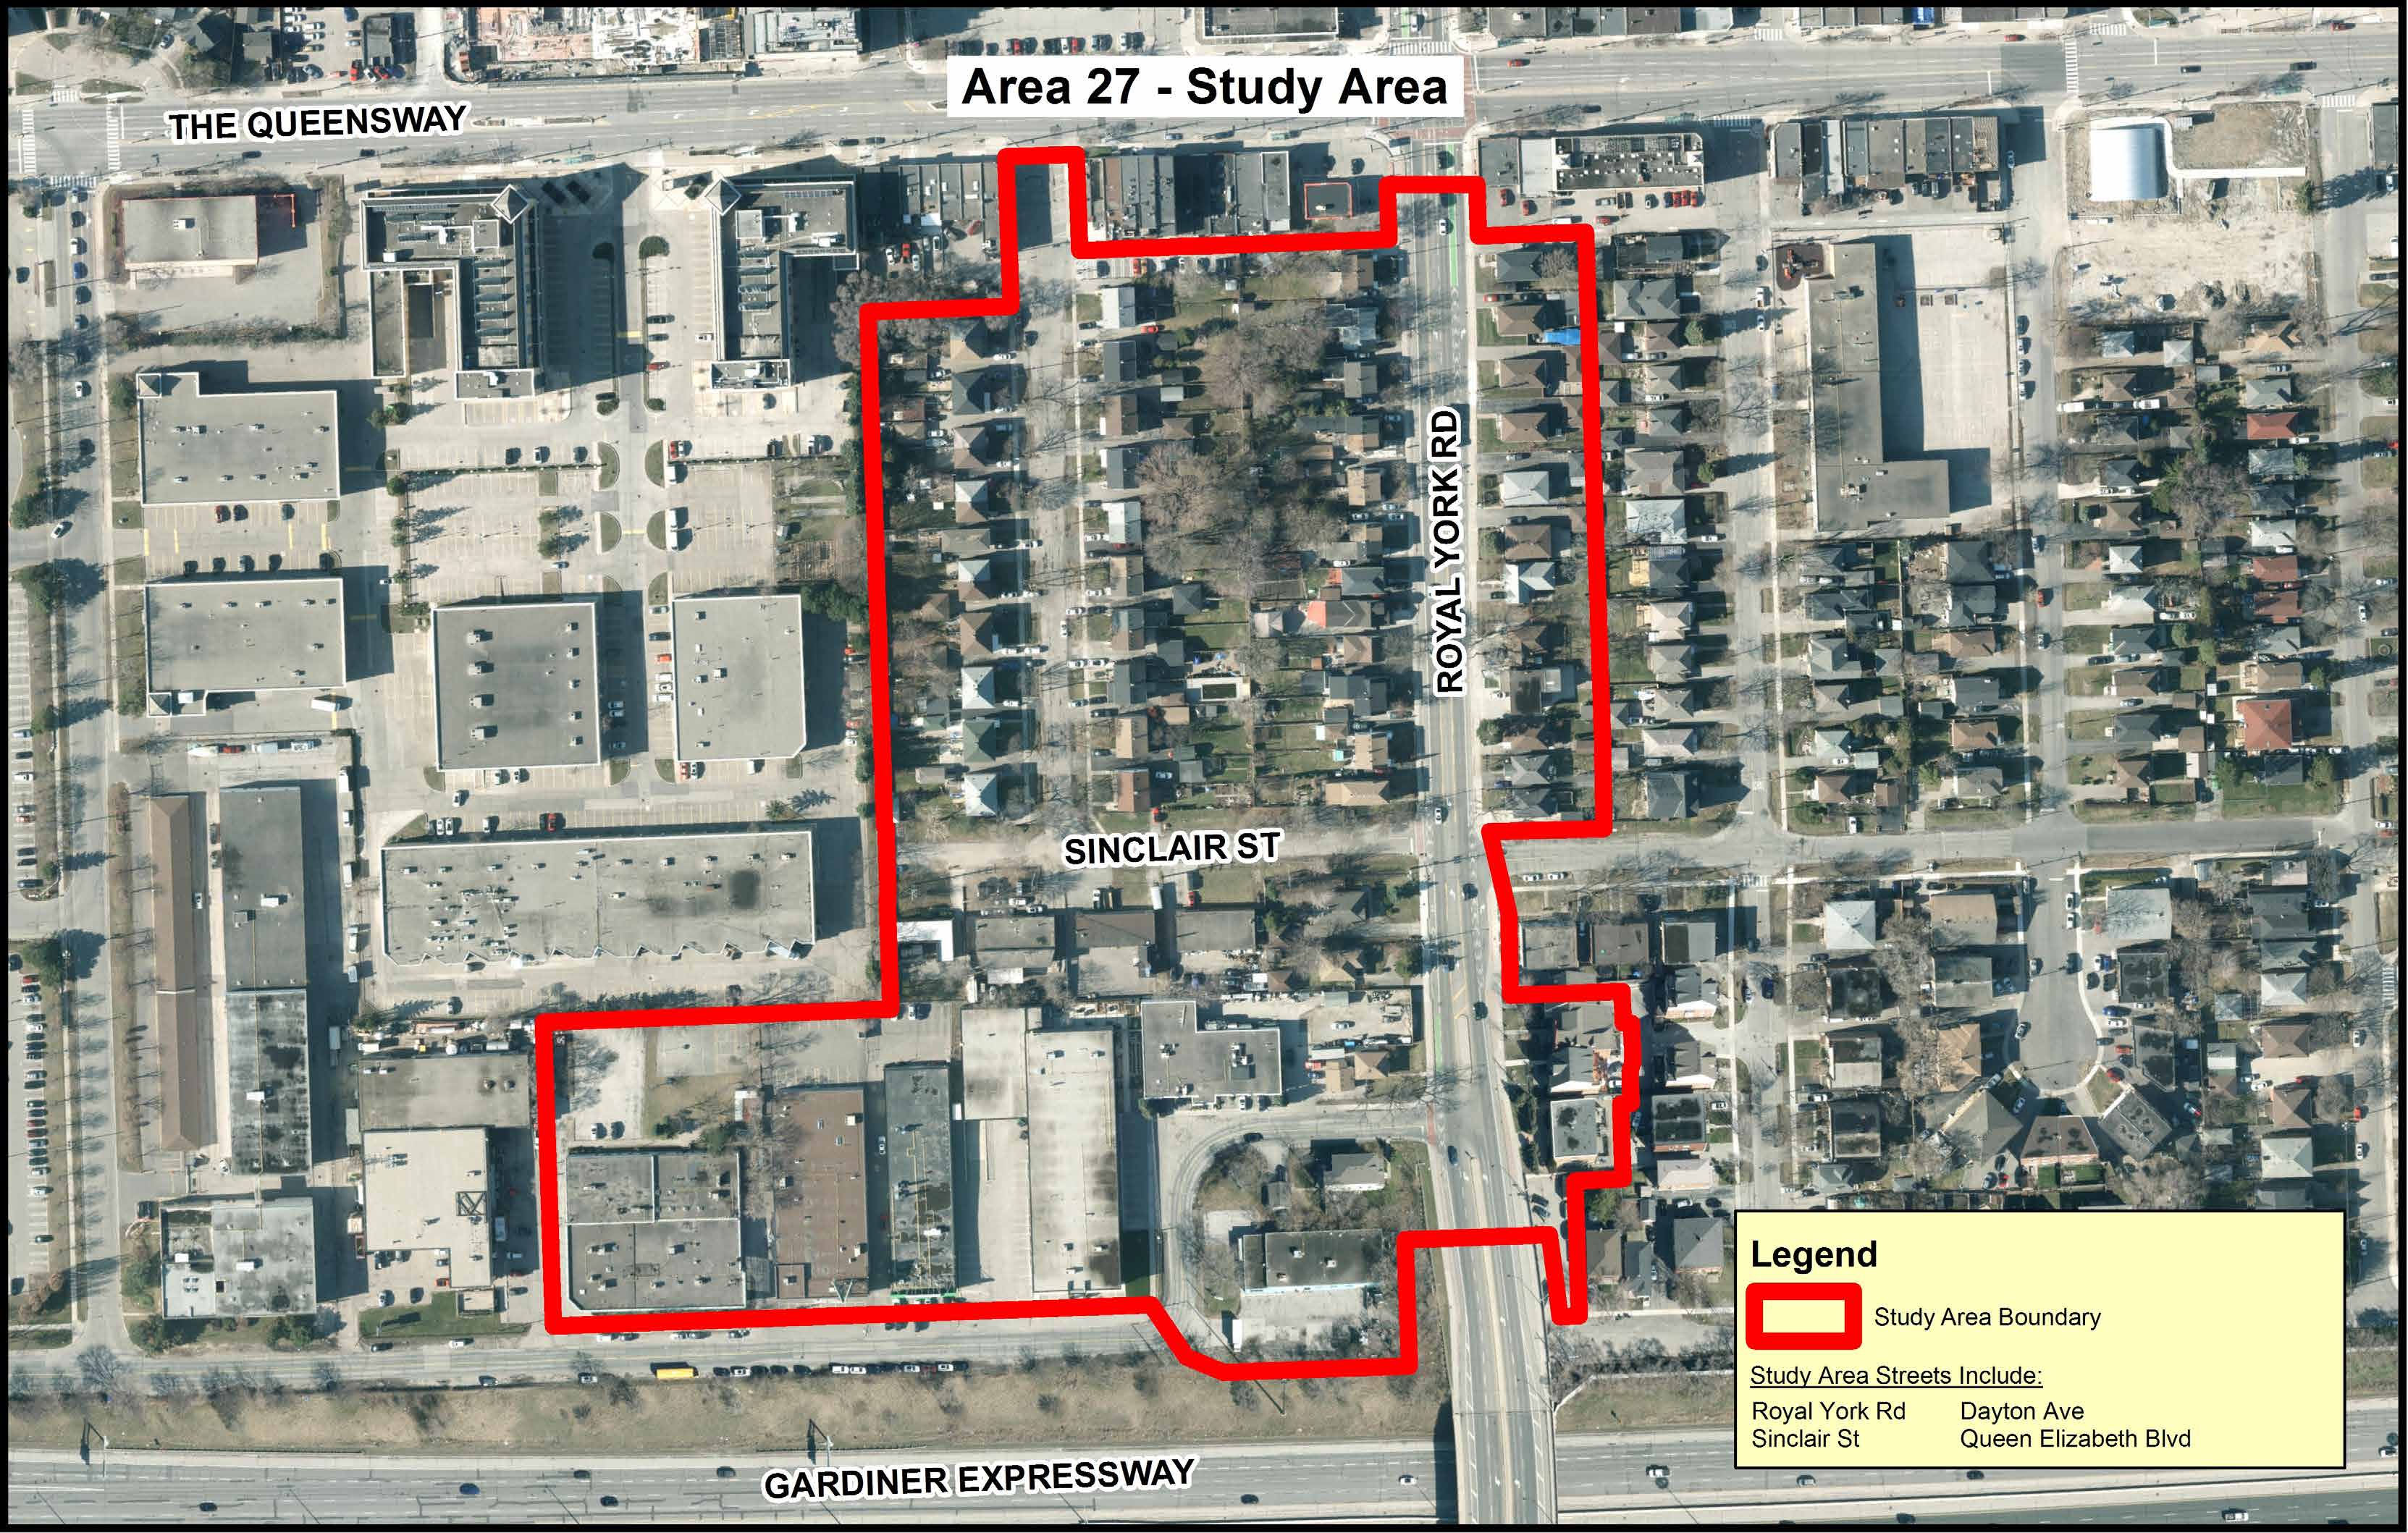 Area 27 - Study Area
THE QUEENSWAY
ROYAL YORK RD
SINCLAIR ST
GARDINER EXPRESSWAY
Legend
Study Area Boundary
Study Area Streets Include:
Royal York Rd Dayton Ave
Sinclair St Queen Elizabeth Blvd